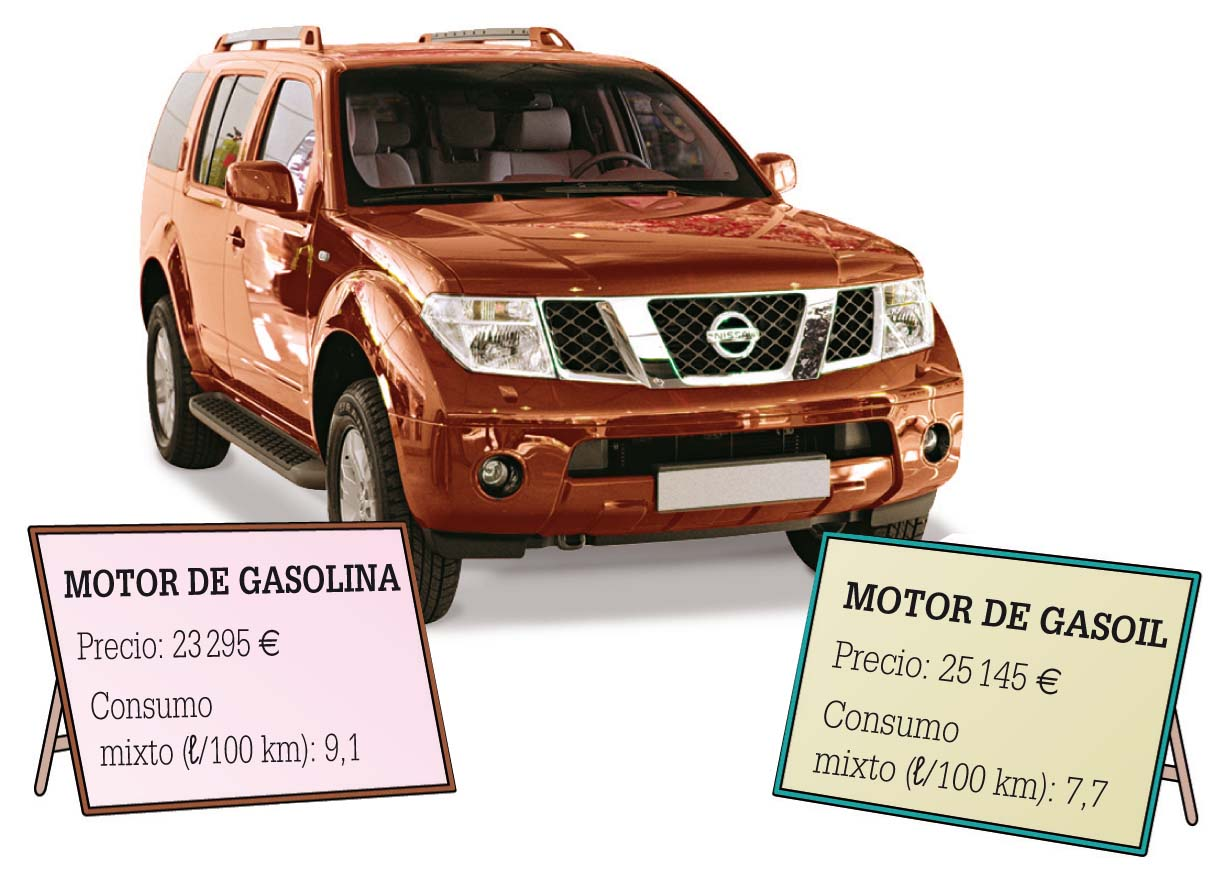 NISSAN
MOTOR DE GASOLINA
Precio: 23 295 €
Consumo
mixto (ℓ/100 km): 9,1
MOTOR DE GASOIL
Precio: 25 145 €
Consumo
mixto (ℓ/100 km): 7,7